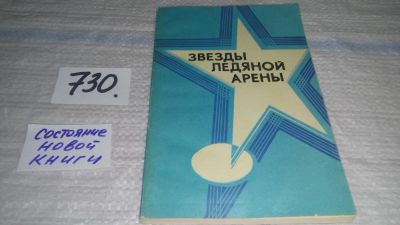 730.
СОСТОЯНИЕ
НОВОЙ
КНИГИ
ЗВЕЗДЫ
ЛЕДЯНОЙ
АРЕНЫ